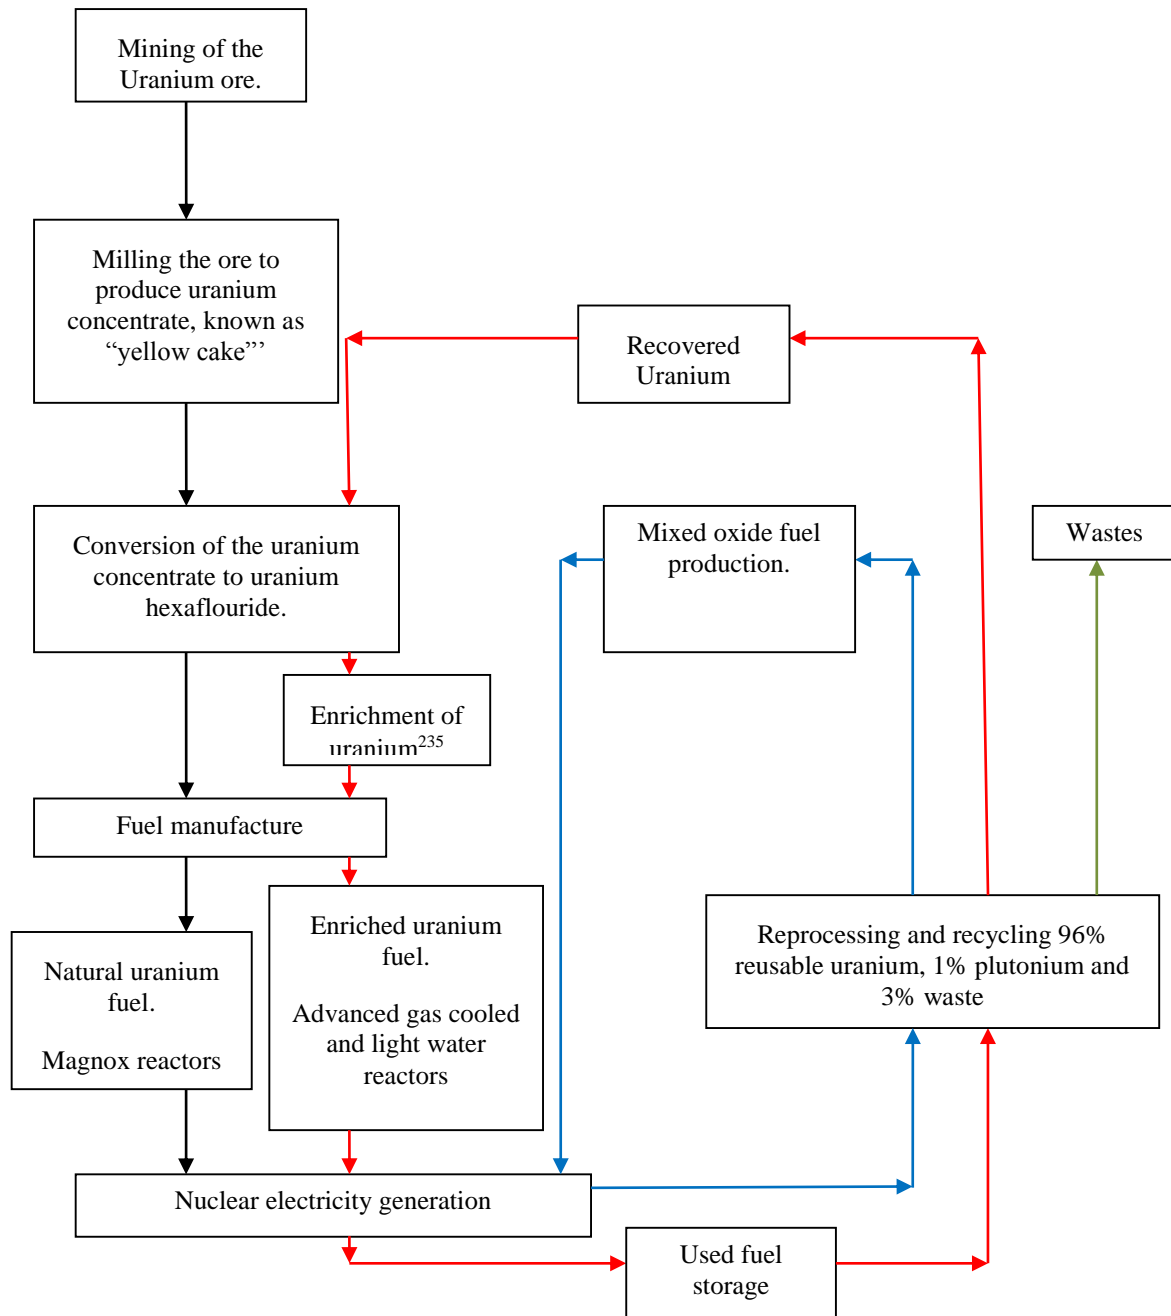 Mining of the
Uranium ore.
Milling the ore to
produce uranium
concentrate, known as
“yellow cake”’
Recovered
Uranium
Conversion of the uranium
concentrate to uranium
hexaflouride.
Mixed oxide fuel
production.
Wastes
Enrichment of
uranium²³⁵
Fuel manufacture
Natural uranium
fuel.
Magnox reactors
Enriched uranium
fuel.
Advanced gas cooled
and light water
reactors
Reprocessing and recycling 96%
reusable uranium, 1% plutonium and
3% waste
Nuclear electricity generation
Used fuel
storage